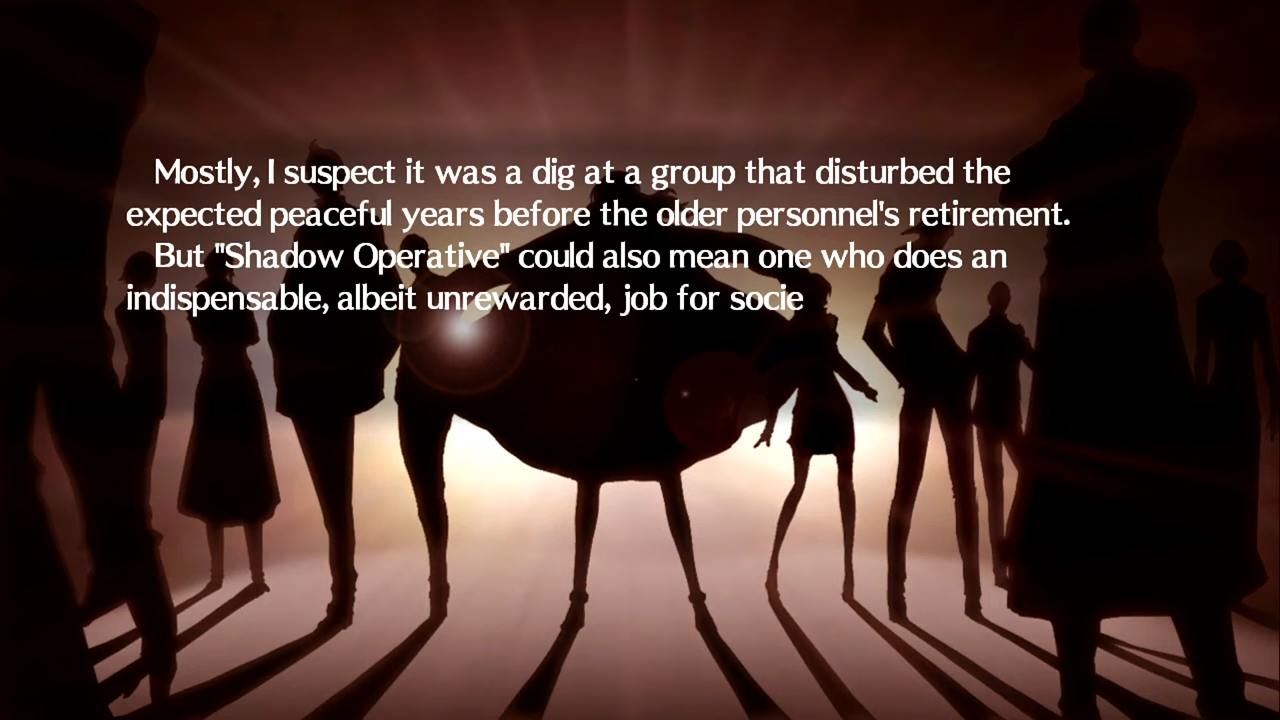 Mostly, I suspect it was a dig at a group that disturbed the
expected peaceful years before the older personnel's retirement.
But "Shadow Operative" could also mean one who does an
indispensable, albeit unrewarded, job for socie